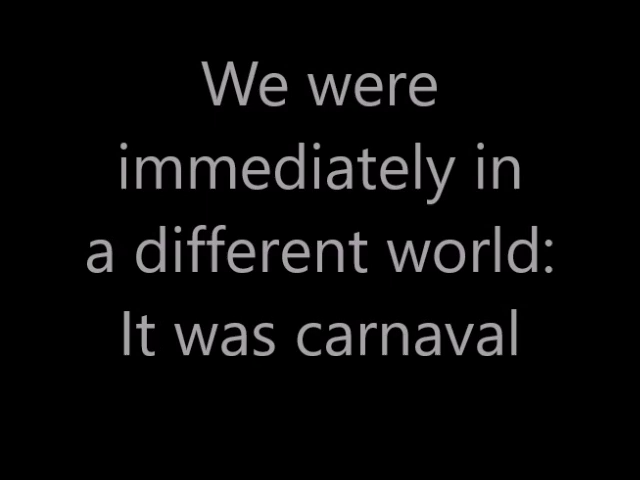 We were
immediately in
a different world:
It was carnaval